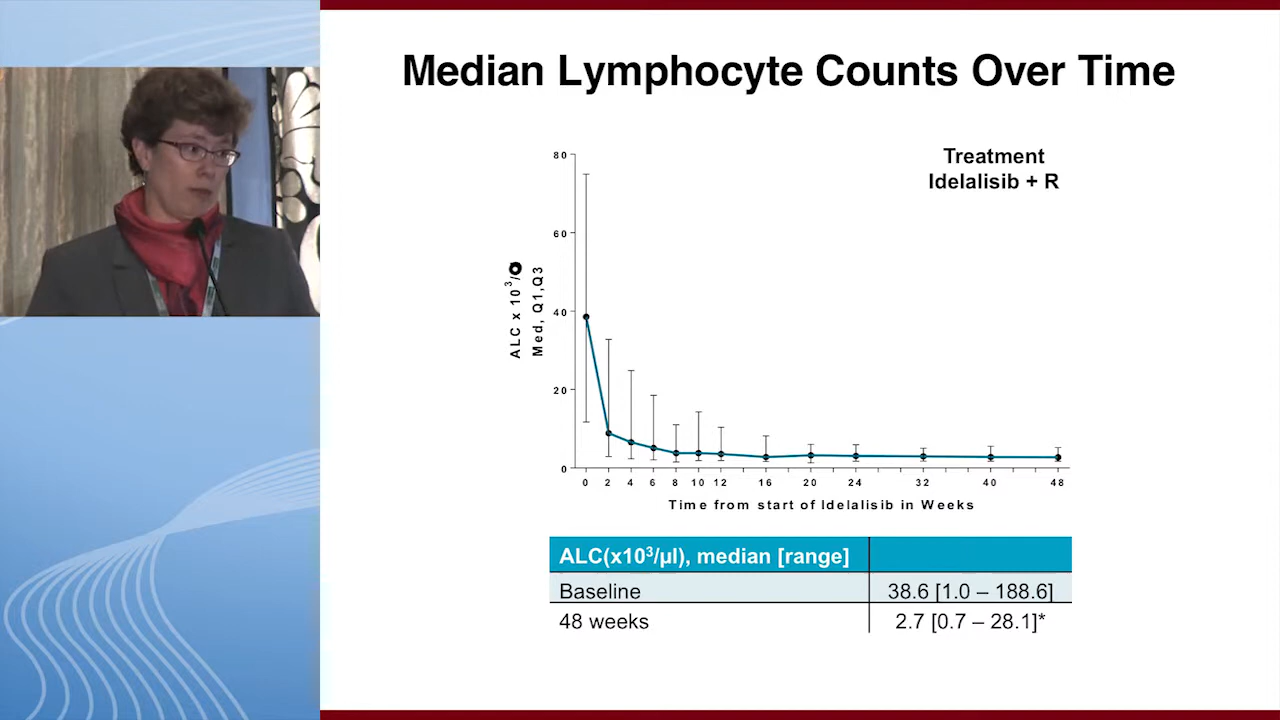 Median Lymphocyte Counts Over Time
Treatment
Idelalisib + R
ALC x 10³/
Med, Q1,Q3
80
60
40
20
0
0 2 4 6 8 10 12 16 20 24 32 40 48
Time from start of Idelalisib in Weeks
ALC(x10³/µl), median [range]
Baseline 38.6 [1.0 – 188.6]
48 weeks 2.7 [0.7 – 28.1]*